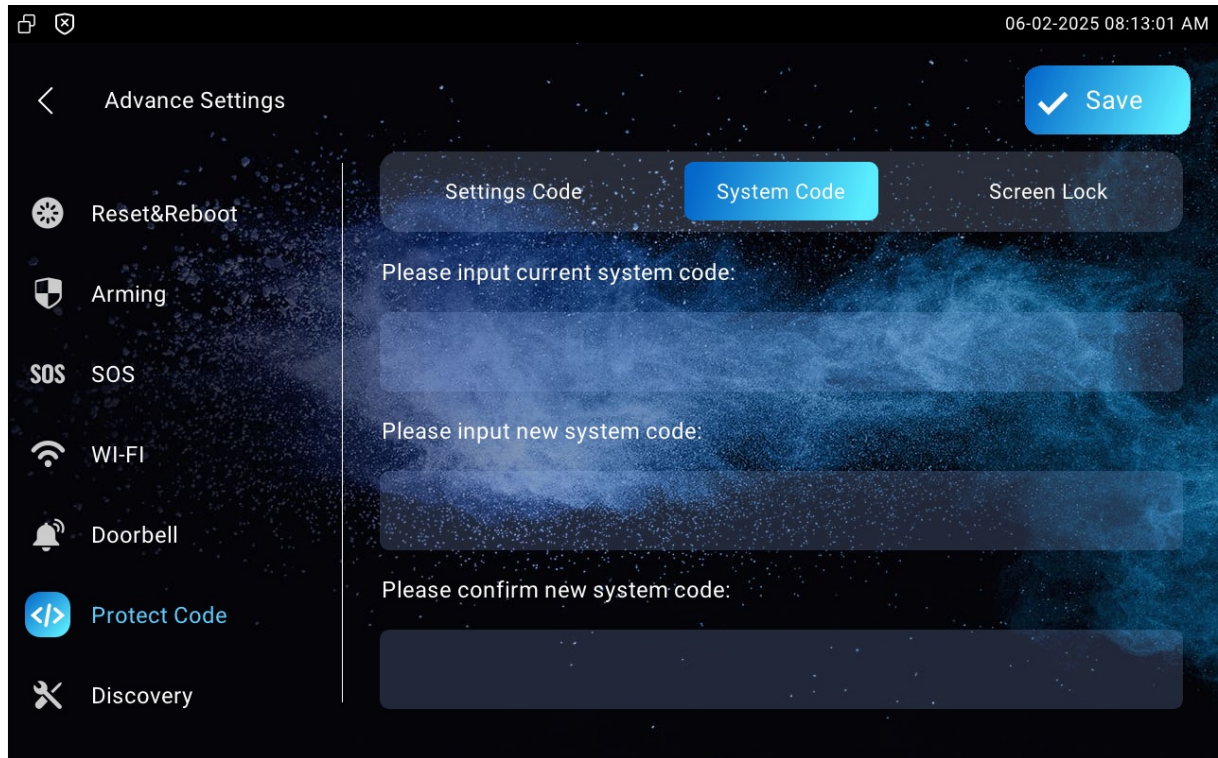 06-02-2025 08:13:01 AM
Advance Settings
Save
Reset&Reboot
Arming
SOS SOS
WI-FI
Doorbell
</> Protect Code
Discovery
Settings Code System Code Screen Lock
Please input current system code:
Please input new system code:
Please confirm new system code: